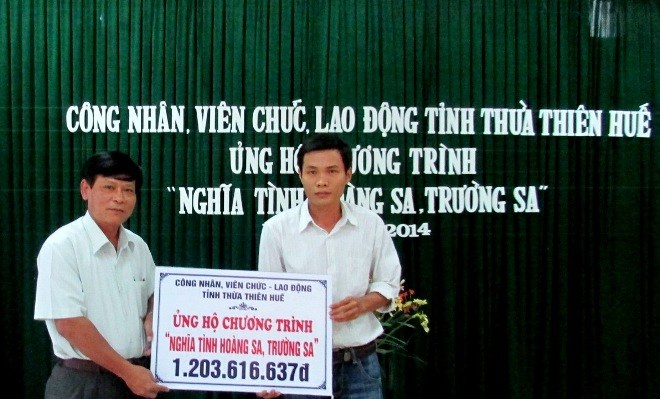 CÔNG NHÂN, VIÊN CHỨC, LAO ĐỘNG TỈNH THỪA THIÊN HUẾ
ỦNG HỘ CHƯƠNG TRÌNH
"NGHĨA TÌNH HOÀNG SA, TRƯỜNG SA"
2014
CÔNG NHÂN, VIÊN CHỨC - LAO ĐỘNG
TỈNH THỪA THIÊN HUẾ
ỦNG HỘ CHƯƠNG TRÌNH
"NGHĨA TÌNH HOÀNG SA, TRƯỜNG SA"
1.203.616.637đ